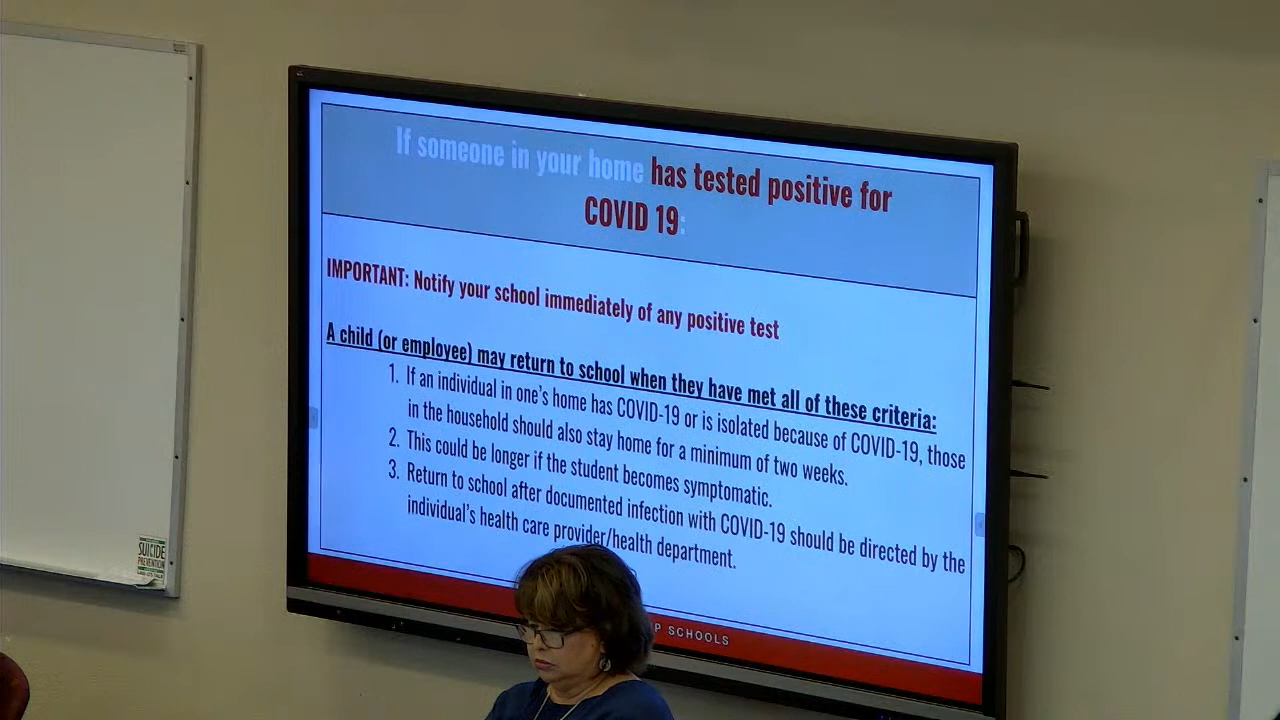 If someone in your home has tested positive for
COVID 19:
IMPORTANT: Notify your school immediately of any positive test
A child (or employee) may return to school when they have met all of these criteria:
1. If an individual in one's home has COVID-19 or is isolated because of COVID-19, those
in the household should also stay home for a minimum of two weeks.
2. This could be longer if the student becomes symptomatic.
3. Return to school after documented infection with COVID-19 should be directed by the
individual's health care provider/health department.
P SCHOOLS
SUICIDE
PREVENTION